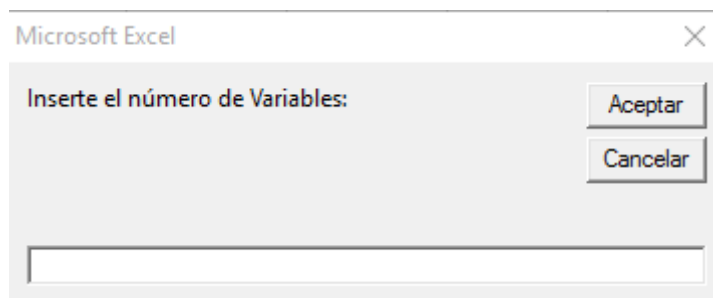 Microsoft Excel
Inserte el número de Variables:
Aceptar
Cancelar